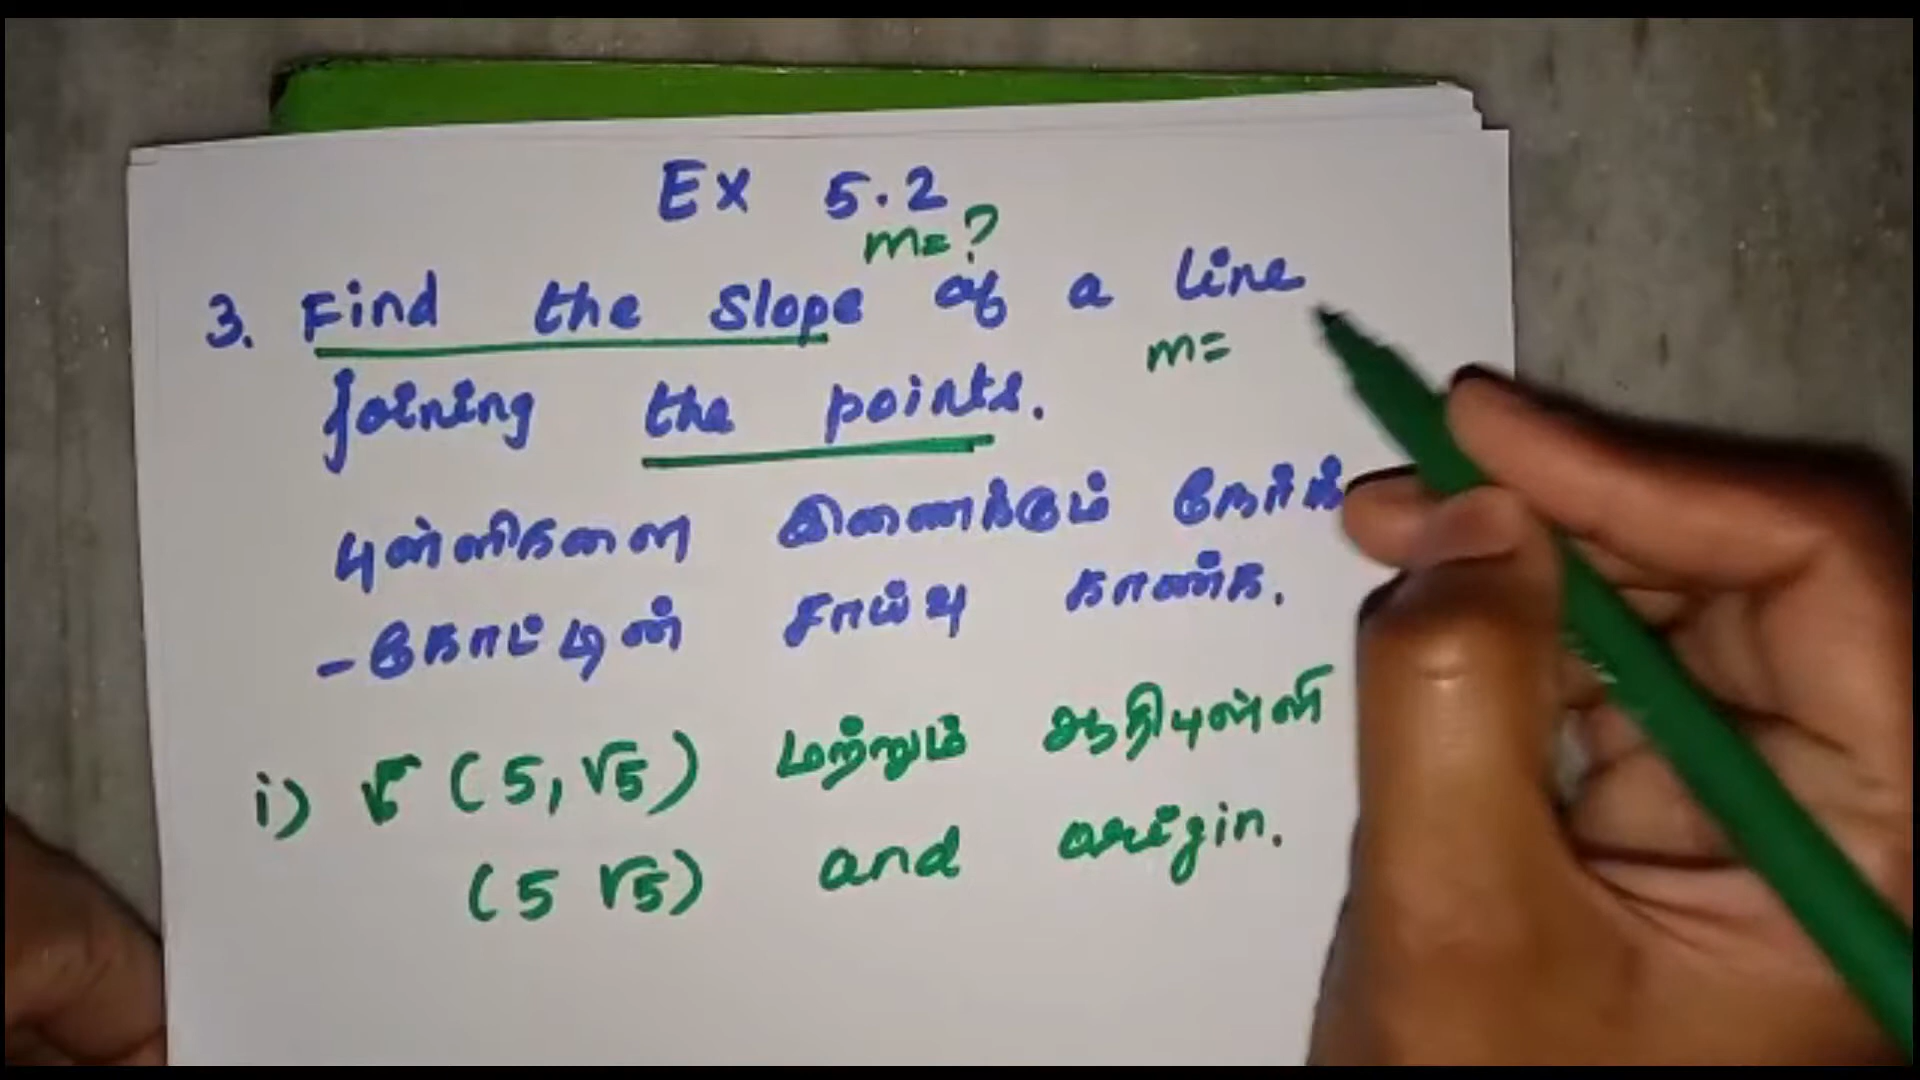 Ex 5.2
m=?
3. Find the Slope of a line
m=
joining the points.
புள்ளிகளை இணைக்கும் நேர்க்
-கோட்டின் சாய்வு காண்க.
i) (5,√5) மற்றும் ஆதிபுள்ளி
(5 √5) and origin.